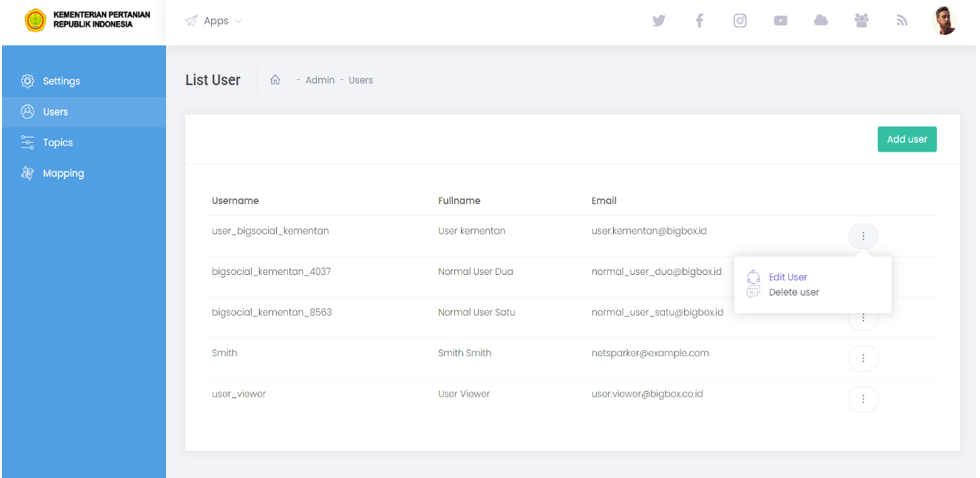 KEMENTERIAN PERTANIAN
REPUBLIK INDONESIA
Apps
Settings
Users
Topics
Mapping
List User
- Admin - Users
Add user
Username Fullname Email
user_bigsocial_kementan User kementan user.kementan@bigbox.id
bigsocial_kementan_4037 Normal User Dua normal_user_dua@bigbox.id
Edit User
Delete user
bigsocial_kementan_8563 Normal User Satu normal_user_satu@bigbox.id
Smith Smith Smith netsparker@example.com
user_viewer User Viewer user.viewer@bigbox.co.id